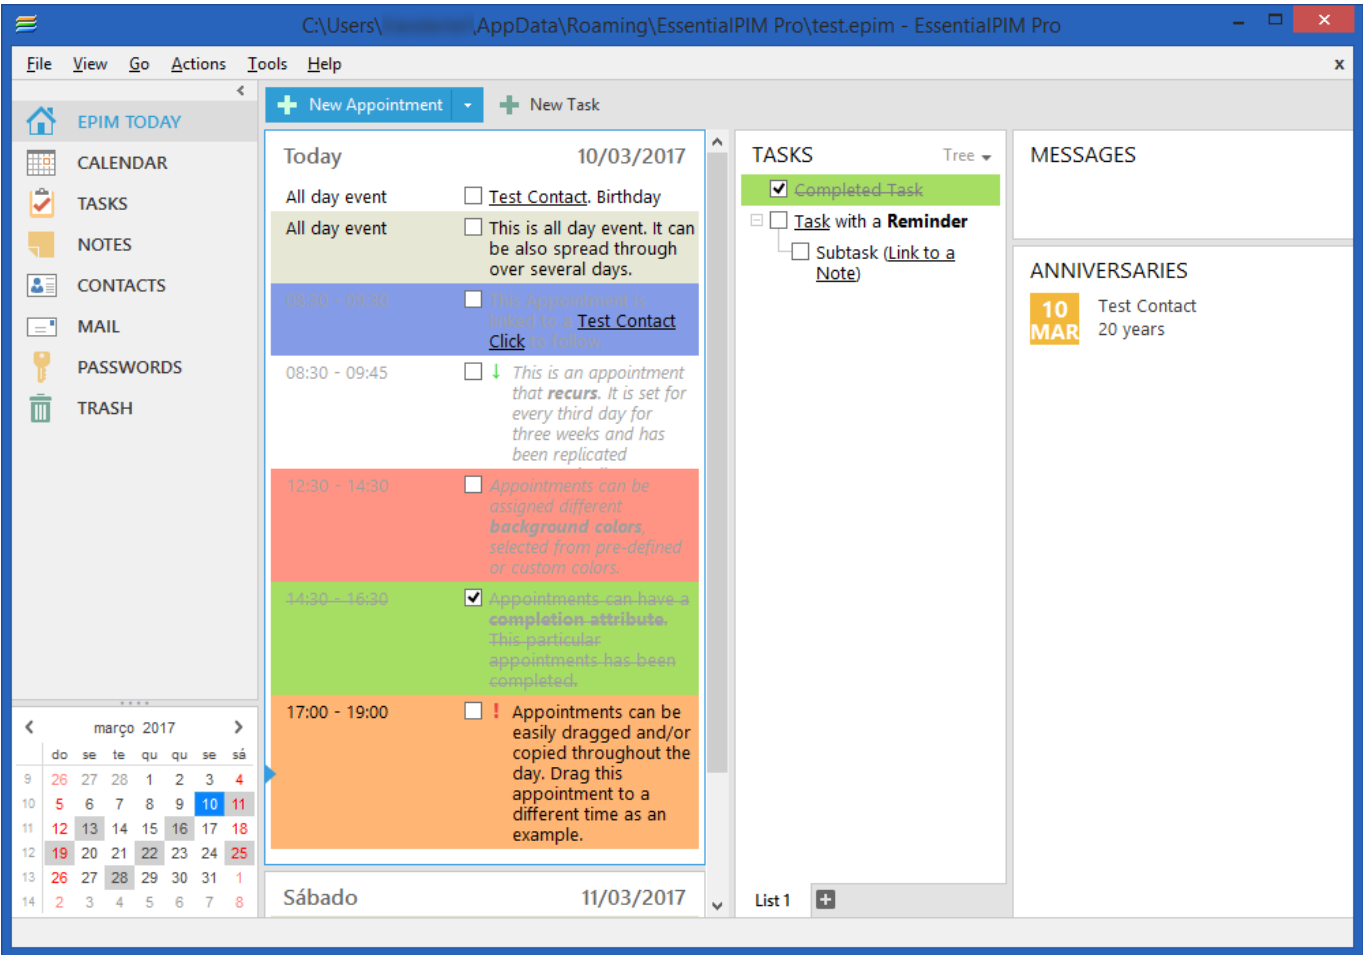 C:\Users\ \AppData\Roaming\EssentialPIM Pro\test.epim - EssentialPIM Pro
File View Go Actions Tools Help x
New Appointment
New Task
EPIM TODAY
CALENDAR
TASKS
NOTES
CONTACTS
MAIL
PASSWORDS
TRASH
março 2017
do se te qu qu se sá
9 26 27 28 1 2 3 4
10 5 6 7 8 9 10 11
11 12 13 14 15 16 17 18
12 19 20 21 22 23 24 25
13 26 27 28 29 30 31 1
14 2 3 4 5 6 7 8
Today 10/03/2017
All day event Test Contact. Birthday
All day event This is all day event. It can
be also spread through
over several days.
This Appointment is
linked to a Test Contact
Click to follow
08:30 - 09:45 This is an appointment
that recurs. It is set for
every third day for
three weeks and has
been replicated
12:30 - 14:30 Appointments can be
assigned different
background colors,
selected from pre-defined
or custom colors.
14:30 - 16:30 Appointments can have a
completion attribute.
This particular
appointments has been
completed.
17:00 - 19:00 ! Appointments can be
easily dragged and/or
copied throughout the
day. Drag this
appointment to a
different time as an
example.
Sábado 11/03/2017
TASKS Tree
Completed Task
Task with a Reminder
Subtask (Link to a
Note)
List 1
MESSAGES
ANNIVERSARIES
10
MAR
Test Contact
20 years